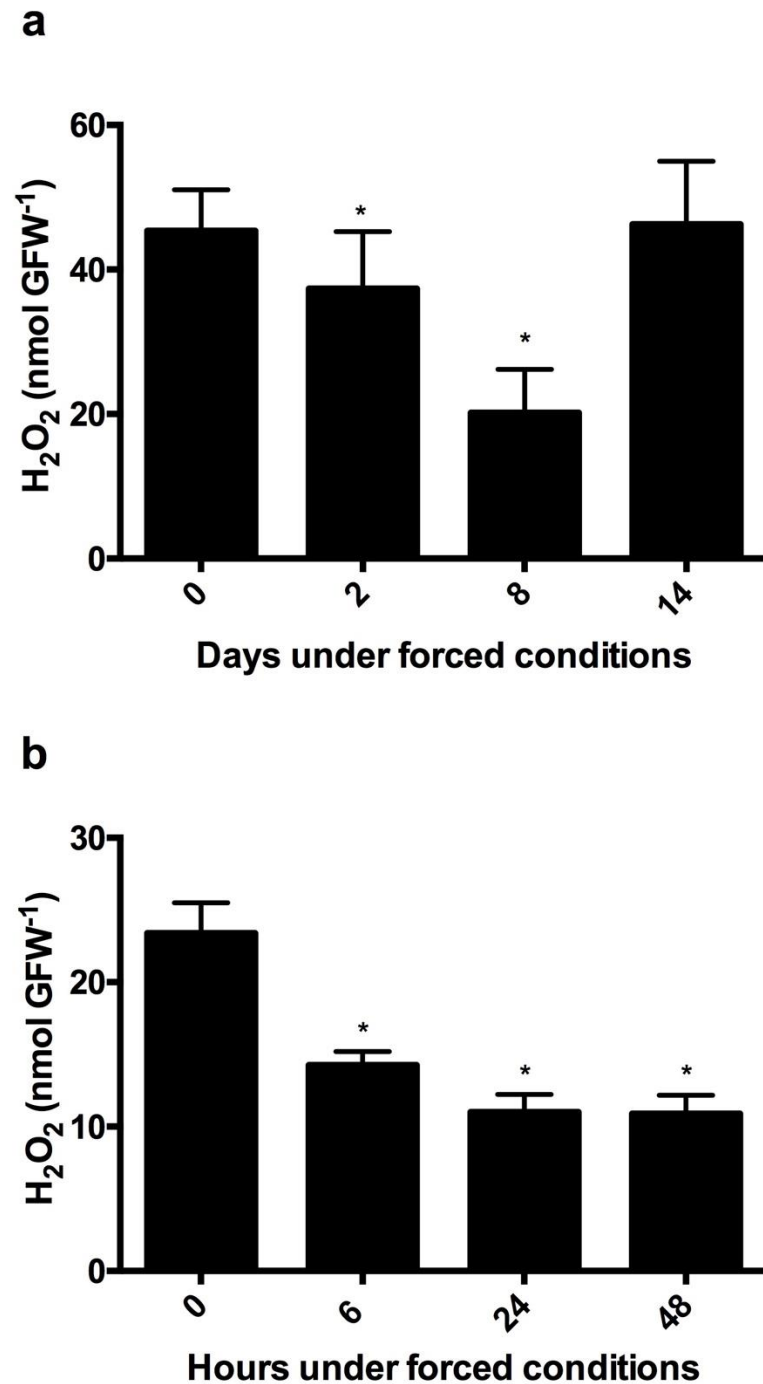 a
60
40
20
0
H₂O₂ (nmol GFW⁻¹)
*
*
0 2 8 14
Days under forced conditions
b
30
20
10
0
H₂O₂ (nmol GFW⁻¹)
* * *
0 6 24 48
Hours under forced conditions